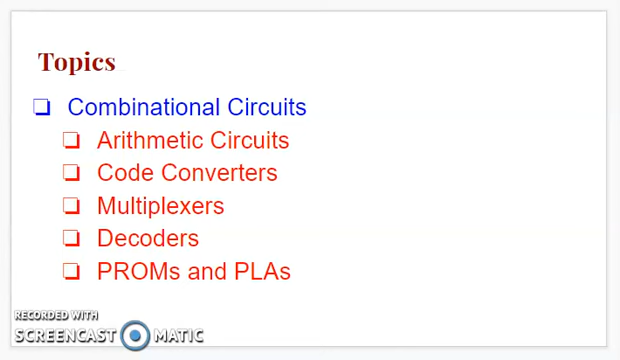 Topics
❑ Combinational Circuits
❑ Arithmetic Circuits
❑ Code Converters
❑ Multiplexers
❑ Decoders
❑ PROMs and PLAs
RECORDED WITH
SCREENCAST MATIC